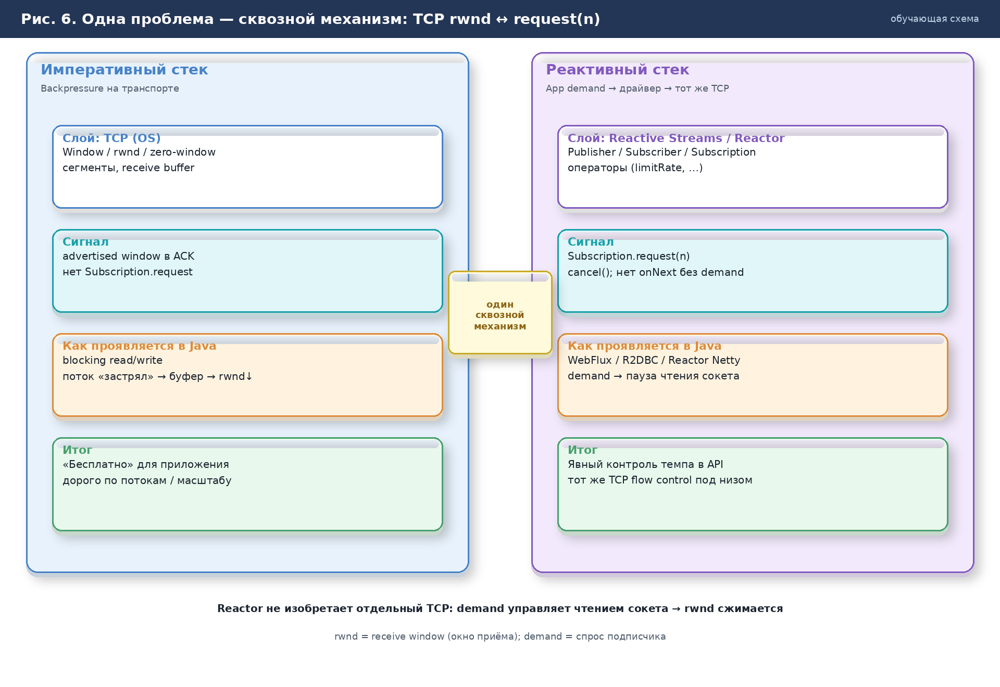 Рис. 6. Одна проблема — сквозной механизм: TCP rwnd ↔ request(n)
обучающая схема
Императивный стек
Backpressure на транспорте
Слой: TCP (OS)
Window / rwnd / zero-window
сегменты, receive buffer
Сигнал
advertised window в ACK
нет Subscription.request
Как проявляется в Java
blocking read/write
поток «застрял» → буфер → rwnd↓
Итог
«Бесплатно» для приложения
дорого по потокам / масштабу
один
сквозной
механизм
Реактивный стек
App demand → драйвер → тот же TCP
Слой: Reactive Streams / Reactor
Publisher / Subscriber / Subscription
операторы (limitRate, …)
Сигнал
Subscription.request(n)
cancel(); нет onNext без demand
Как проявляется в Java
WebFlux / R2DBC / Reactor Netty
demand → пауза чтения сокета
Итог
Явный контроль темпа в API
тот же TCP flow control под низом
Reactor не изобретает отдельный TCP: demand управляет чтением сокета → rwnd сжимается
rwnd = receive window (окно приёма); demand = спрос подписчика